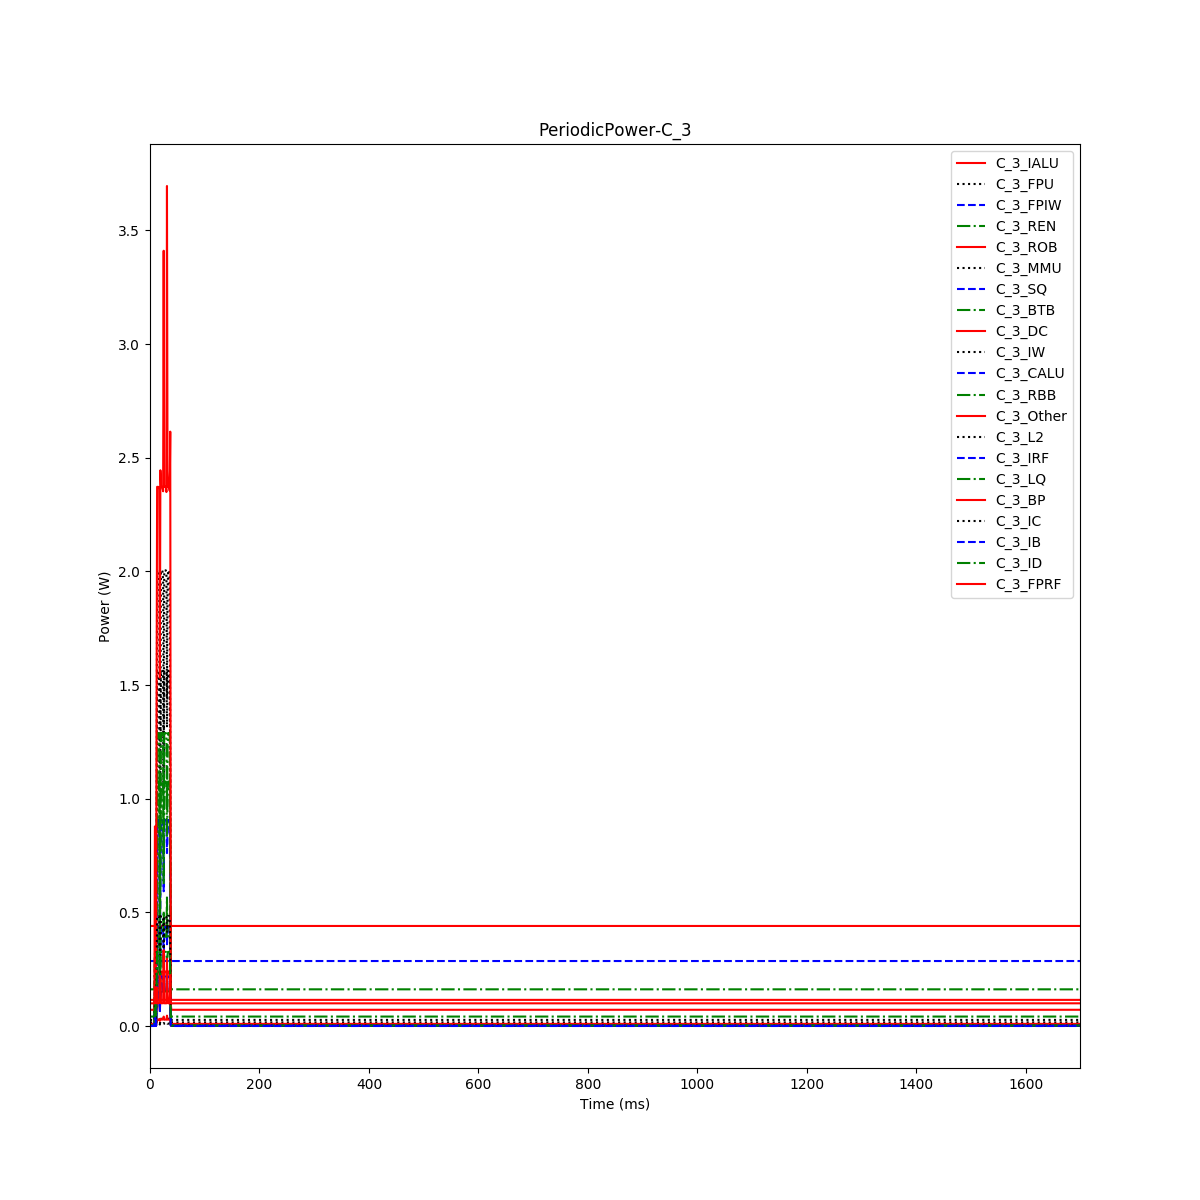 PeriodicPower-C_3
C_3_IALU
C_3_FPU
C_3_FPIW
C_3_REN
C_3_ROB
C_3_MMU
C_3_SQ
C_3_BTB
C_3_DC
C_3_IW
C_3_CALU
C_3_RBB
C_3_Other
C_3_L2
C_3_IRF
C_3_LQ
C_3_BP
C_3_IC
C_3_IB
C_3_ID
C_3_FPRF
Power (W)
3.5
3.0
2.5
2.0
1.5
1.0
0.5
0.0
0 200 400 600 800 1000 1200 1400 1600
Time (ms)